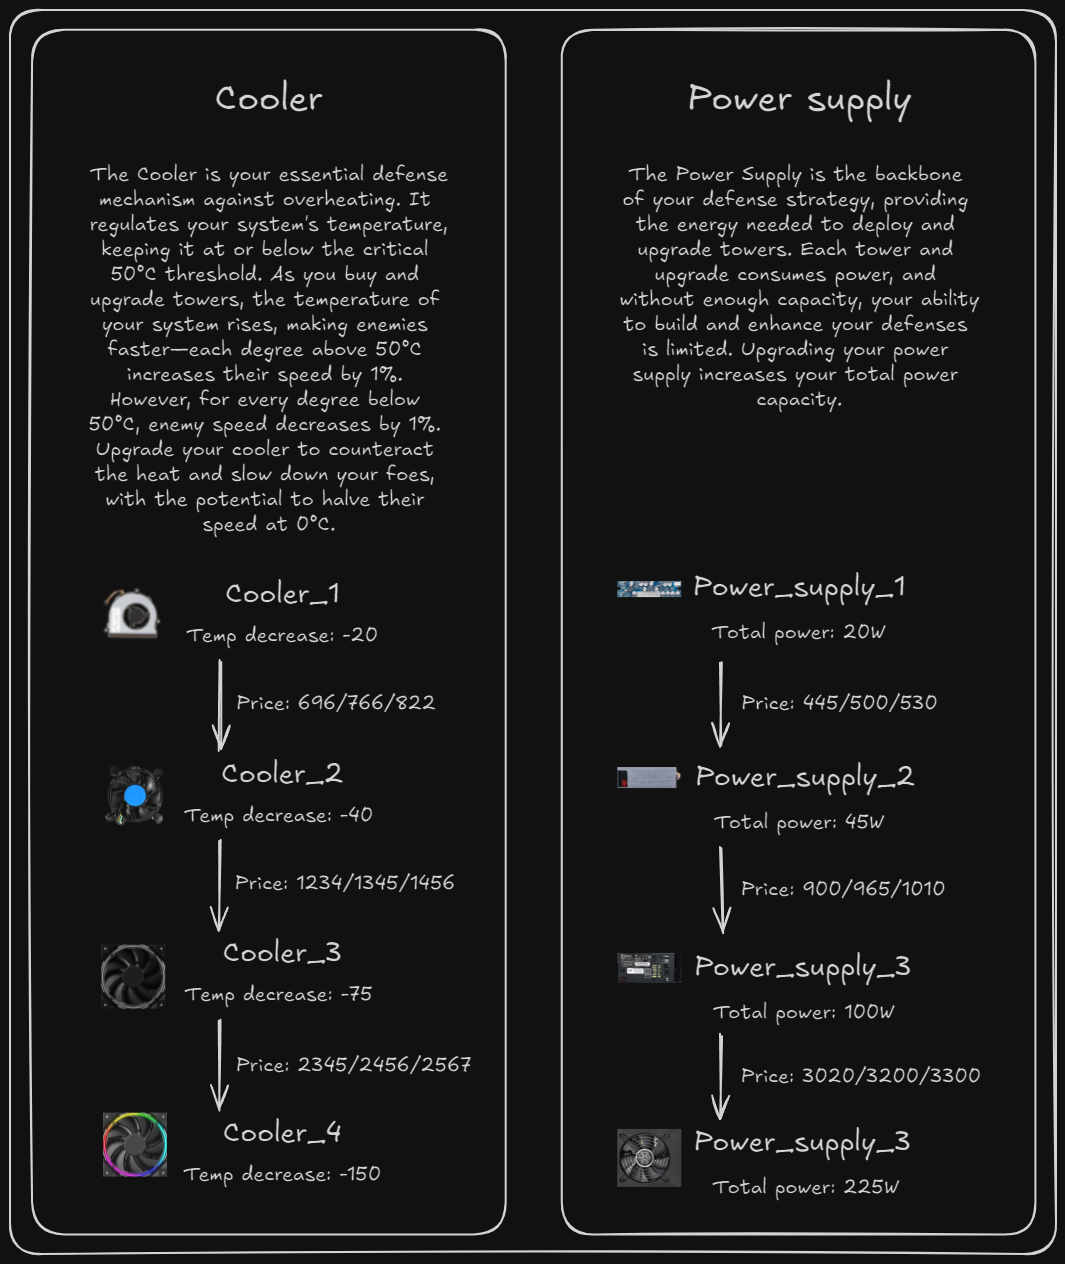 Cooler
The Cooler is your essential defense
mechanism against overheating. It
regulates your system's temperature,
keeping it at or below the critical
50°C threshold. As you buy and
upgrade towers, the temperature of
your system rises, making enemies
faster—each degree above 50°C
increases their speed by 1%.
However, for every degree below
50°C, enemy speed decreases by 1%.
Upgrade your cooler to counteract
the heat and slow down your foes,
with the potential to halve their
speed at 0°C.
Cooler_1
Temp decrease: -20
Price: 696/766/822
Cooler_2
Temp decrease: -40
Price: 1234/1345/1456
Cooler_3
Temp decrease: -75
Price: 2345/2456/2567
Cooler_4
Temp decrease: -150
Power supply
The Power Supply is the backbone
of your defense strategy, providing
the energy needed to deploy and
upgrade towers. Each tower and
upgrade consumes power, and
without enough capacity, your ability
to build and enhance your defenses
is limited. Upgrading your power
supply increases your total power
capacity.
Power_supply_1
Total power: 20W
Price: 445/500/530
Power_supply_2
Total power: 45W
Price: 900/965/1010
Power_supply_3
Total power: 100W
Price: 3020/3200/3300
Power_supply_3
Total power: 225W